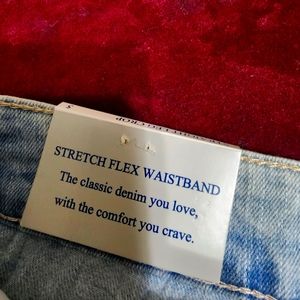 STRETCH FLEX WAISTBAND
The classic denim you love,
with the comfort you crave.